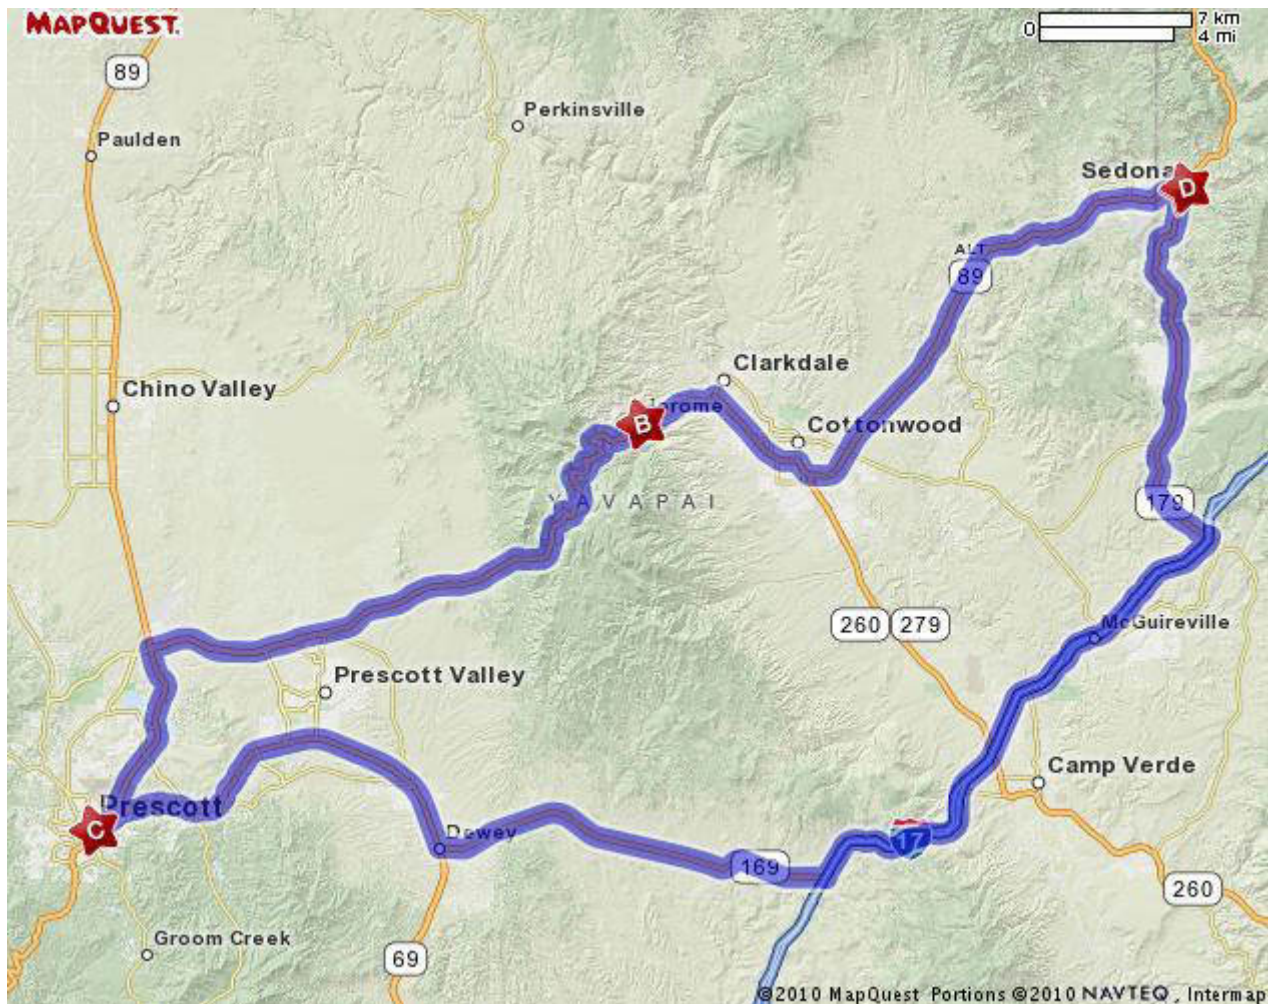 MAPQUEST.
0
7 km
4 mi
89
Perkinsville
Paulden
Sedona
D
ALT
89
Clarkdale
Chino Valley
B
Jerome
Cottonwood
YAVAPAI
179
260
279
McGuireville
Prescott Valley
Camp Verde
Prescott
C
Dewey
17
169
260
Groom Creek
69
©2010 MapQuest Portions ©2010 NAVTEQ, Intermap